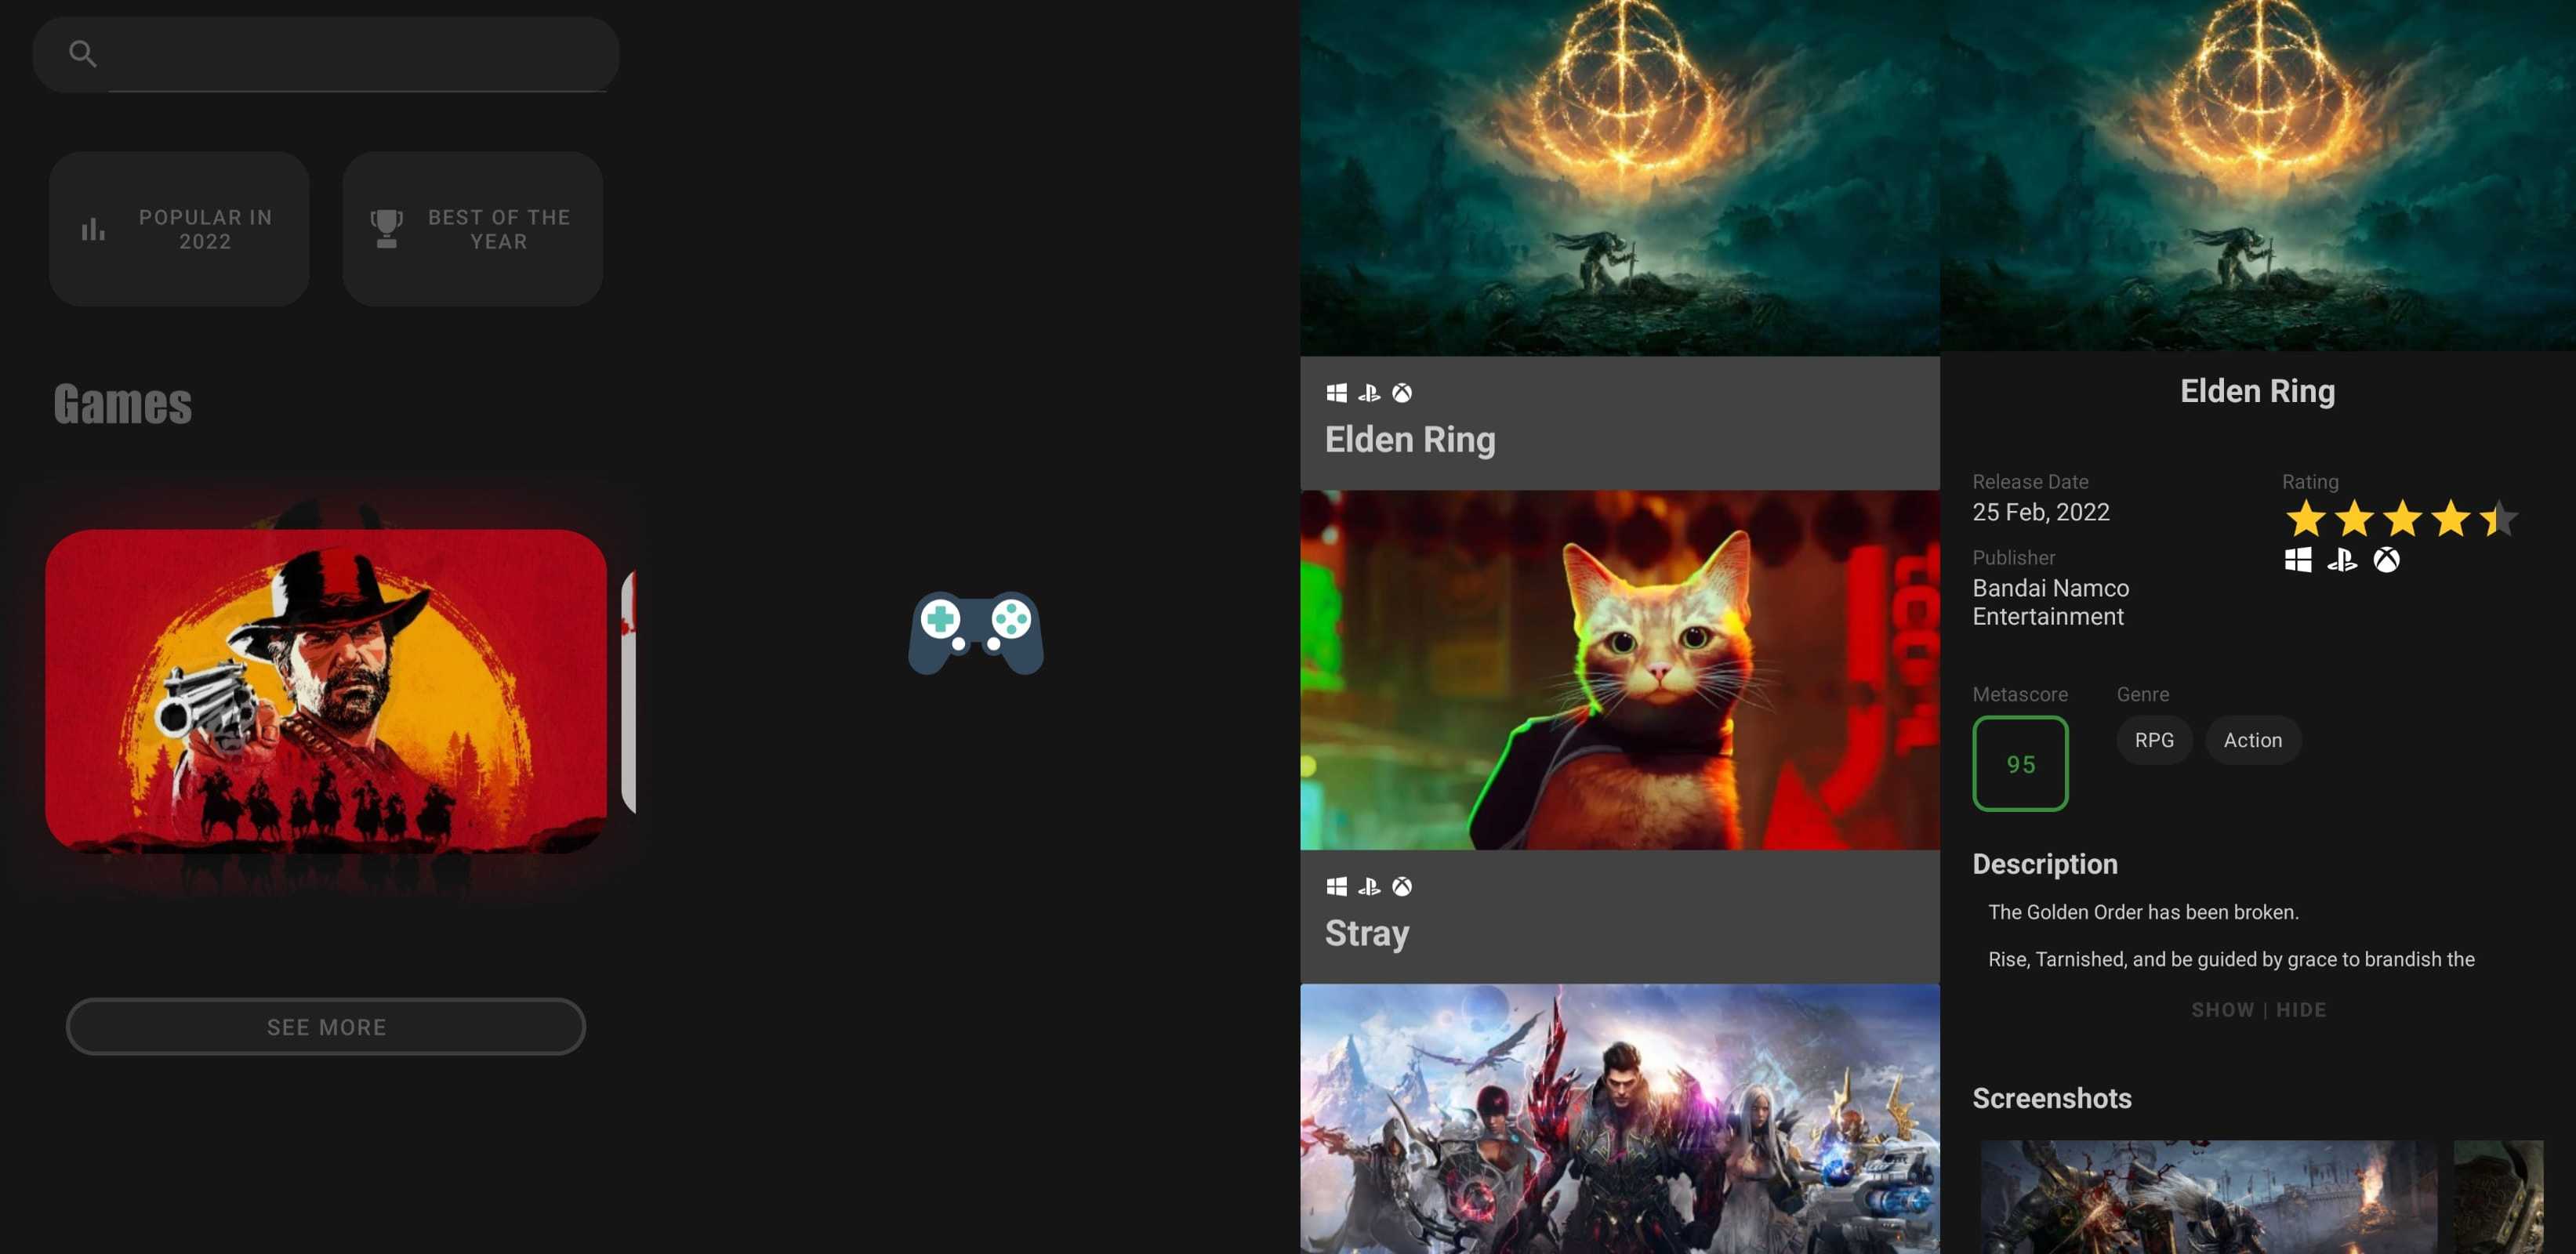 POPULAR IN
2022
BEST OF THE
YEAR
Games
SEE MORE
Elden Ring
Stray
Elden Ring
Release Date
25 Feb, 2022
Rating
Publisher
Bandai Namco
Entertainment
Metascore
95
Genre
RPG
Action
Description
The Golden Order has been broken.
Rise, Tarnished, and be guided by grace to brandish the
SHOW | HIDE
Screenshots